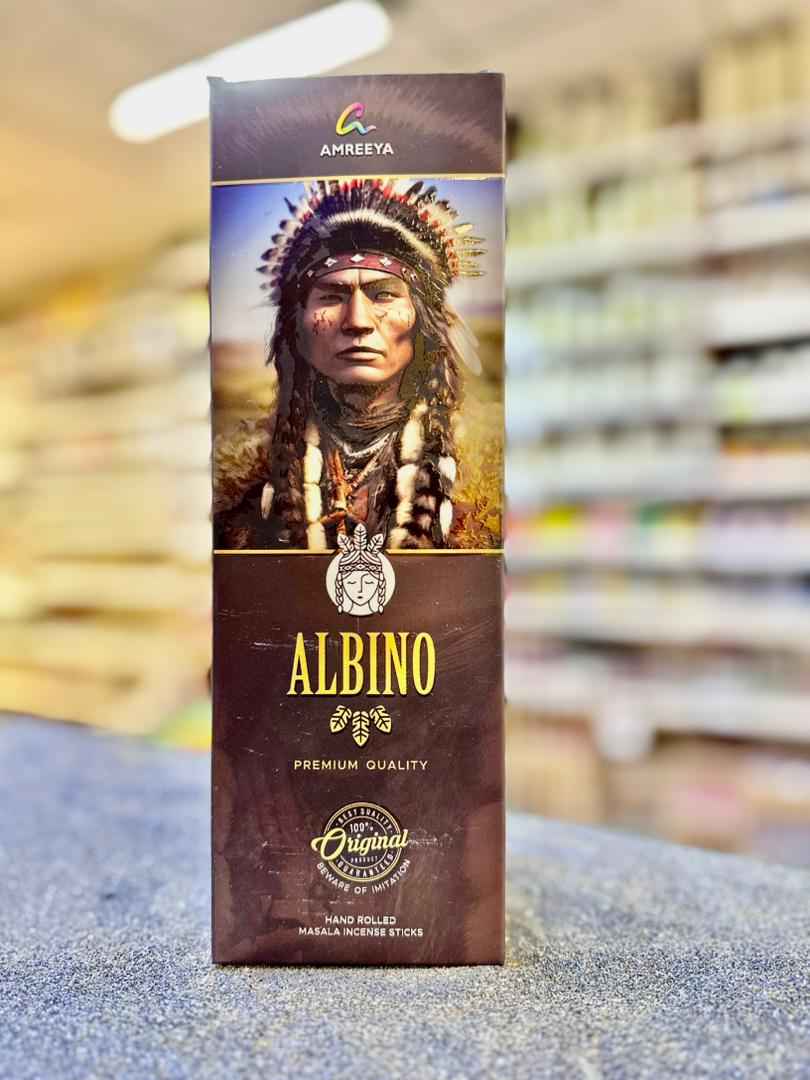 AMREEYA
ALBINO
PREMIUM QUALITY
BEST QUALITY
100%
Original
PRODUCT
GUARANTEED
BEWARE OF IMITATION
HAND ROLLED
MASALA INCENSE STICKS